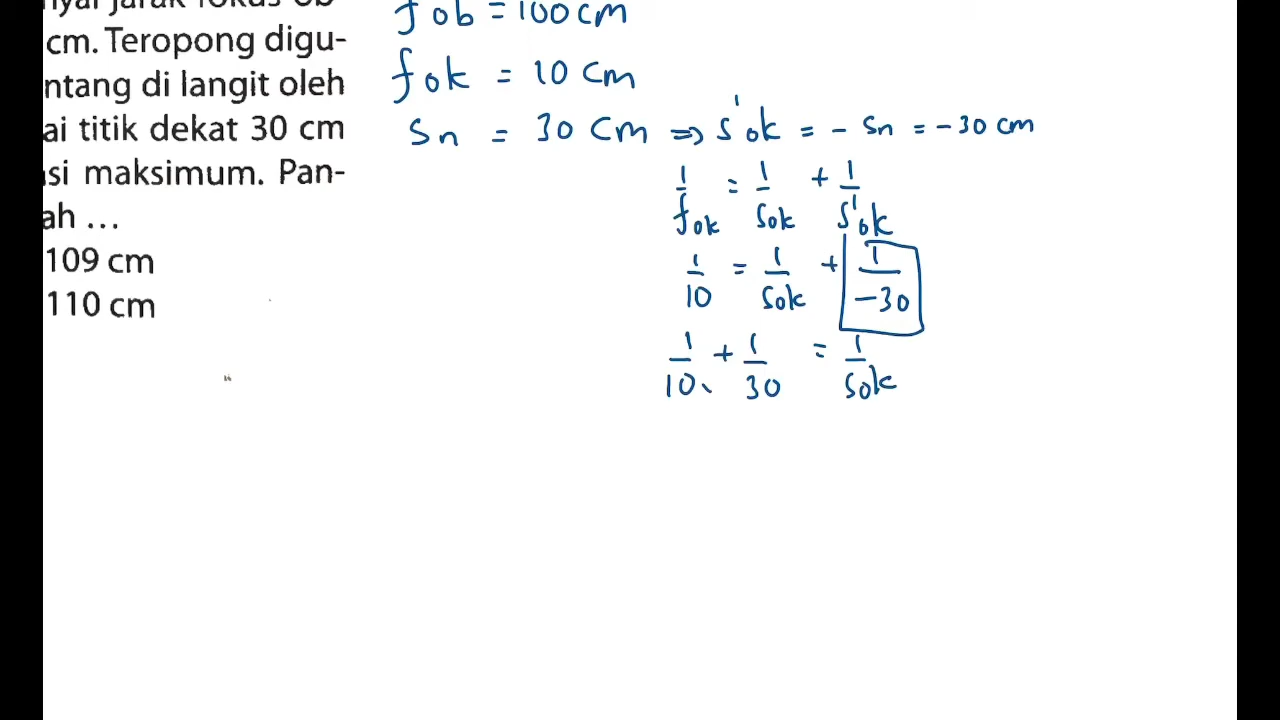 cm. Teropong digu-
ntang di langit oleh
ai titik dekat 30 cm
si maksimum. Pan-
ah ...
109 cm
110 cm
fob = 100 cm
fok = 10 cm
Sn = 30 cm ⇒ S'ok = - Sn = - 30 cm
1/fok = 1/Sok + 1/S'ok
1/10 = 1/Sok + 1/-30
1/10 + 1/30 = 1/Sok